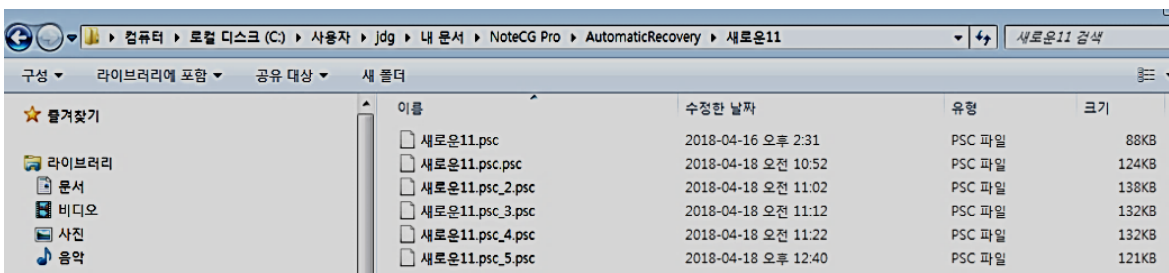 컴퓨터 ▸ 로컬 디스크 (C:) ▸ 사용자 ▸ jdg ▸ 내 문서 ▸ NoteCG Pro ▸ AutomaticRecovery ▸ 새로운11
새로운11 검색
구성 라이브러리에 포함 공유 대상 새 폴더
즐겨찾기
라이브러리
문서
비디오
사진
음악
이름 수정한 날짜 유형 크기
새로운11.psc 2018-04-16 오후 2:31 PSC 파일 88KB
새로운11.psc.psc 2018-04-18 오전 10:52 PSC 파일 124KB
새로운11.psc_2.psc 2018-04-18 오전 11:02 PSC 파일 138KB
새로운11.psc_3.psc 2018-04-18 오전 11:12 PSC 파일 132KB
새로운11.psc_4.psc 2018-04-18 오전 11:22 PSC 파일 132KB
새로운11.psc_5.psc 2018-04-18 오후 12:40 PSC 파일 121KB